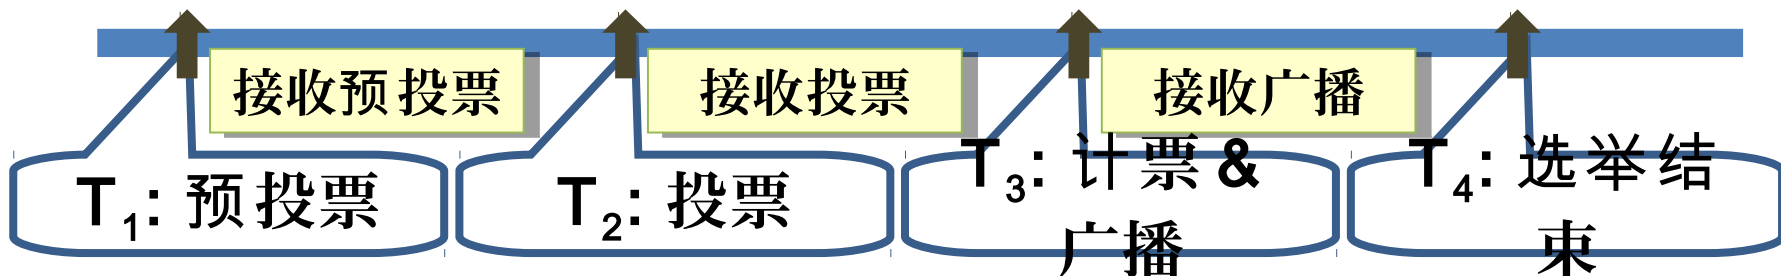 接收预投票
接收投票
接收广播
T1: 预投票
T2: 投票
T3: 计票 &
广播
T4: 选举结
束